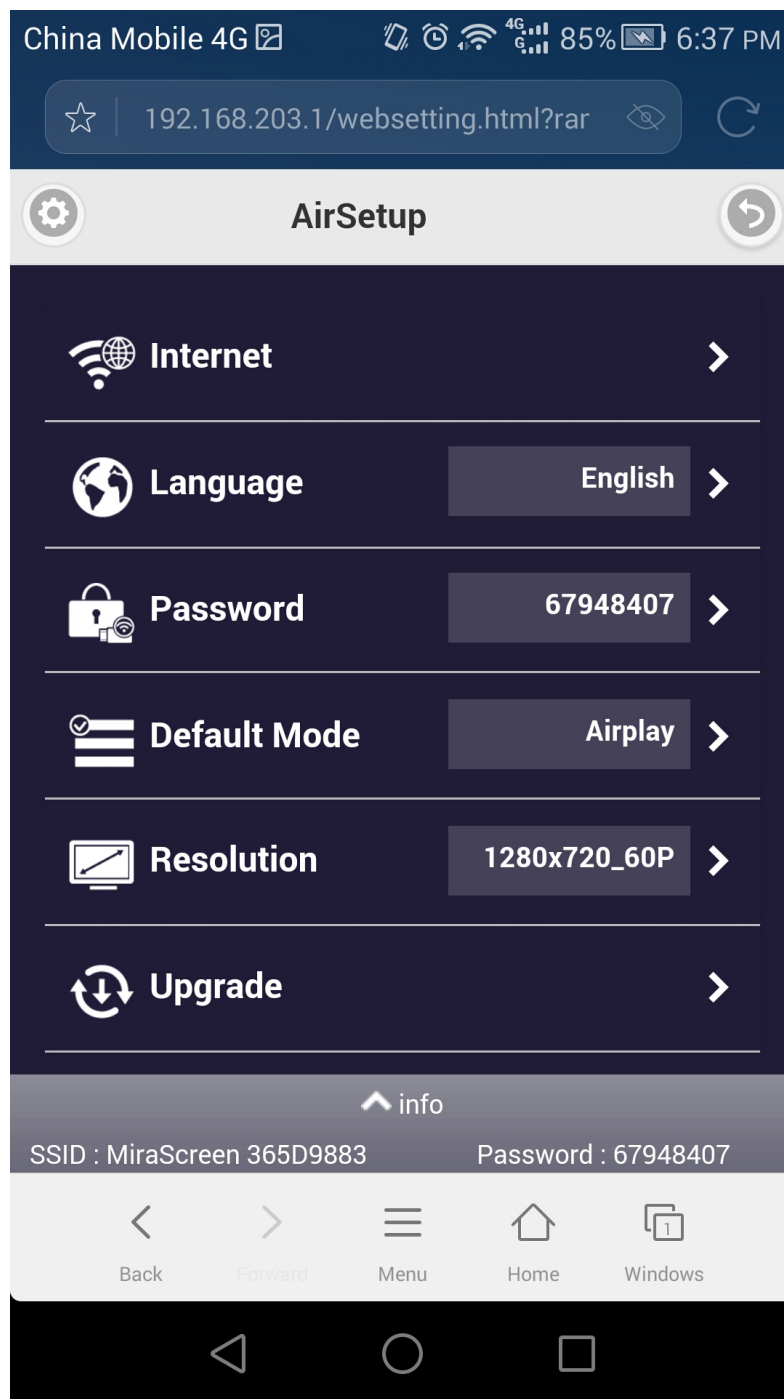 China Mobile 4G 4G G 85% 6:37 PM
192.168.203.1/websetting.html?rar
AirSetup
Internet
Language English
Password 67948407
Default Mode Airplay
Resolution 1280x720_60P
Upgrade
info
SSID : MiraScreen 365D9883 Password : 67948407
1
Back Forward Menu Home Windows